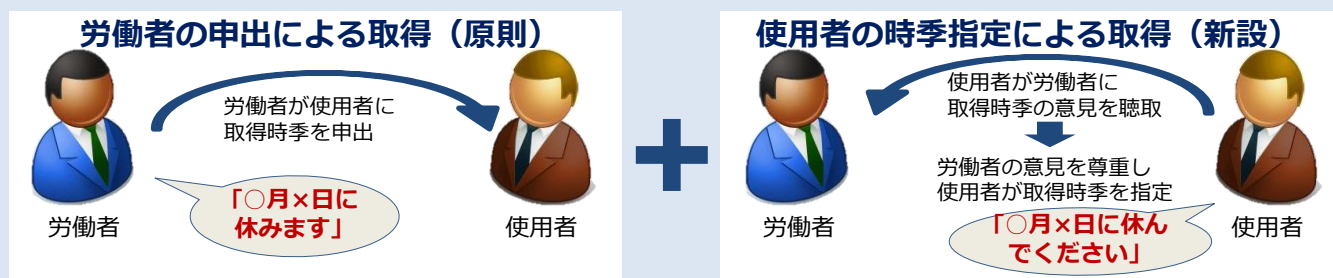 労働者の申出による取得（原則）
労働者が使用者に
取得時季を申出
「○月×日に
休みます」
労働者
使用者
使用者の時季指定による取得（新設）
使用者が労働者に
取得時季の意見を聴取
労働者の意見を尊重し
使用者が取得時季を指定
「○月×日に休ん
でください」
労働者
使用者